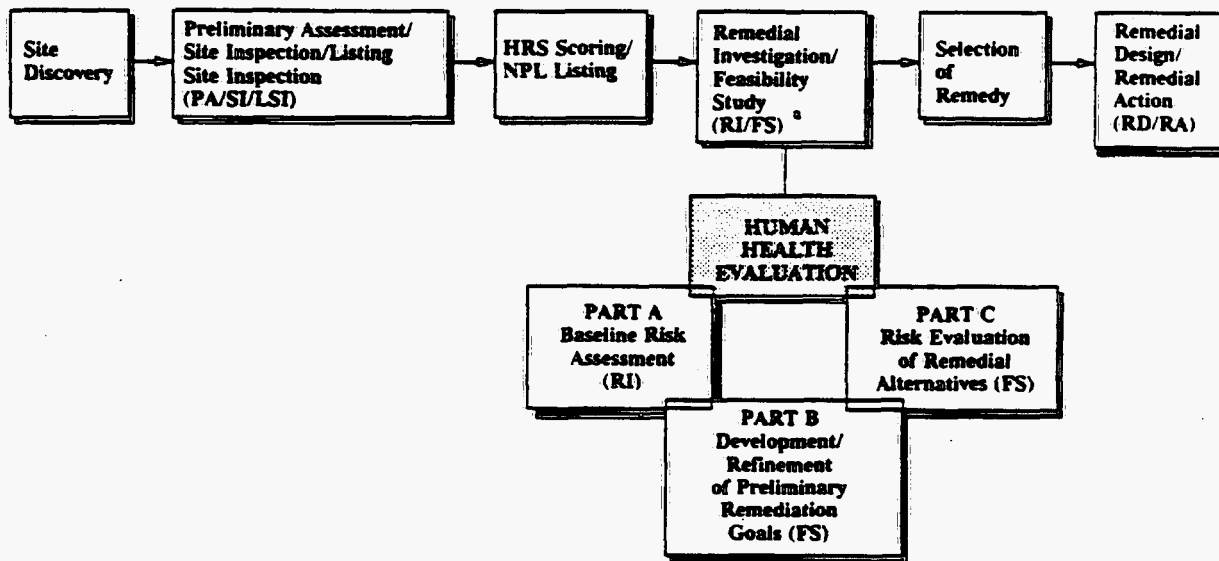 Site
Discovery
Preliminary Assessment/
Site Inspection/Listing
Site Inspection
(PA/SI/LSI)
HRS Scoring/
NPL Listing
Remedial
Investigation/
Feasibility
Study
(RI/FS) a
Selection
of
Remedy
Remedial
Design/
Remedial
Action
(RD/RA)
HUMAN
HEALTH
EVALUATION
PART A
Baseline Risk
Assessment
(RI)
PART C
Risk Evaluation
of Remedial
Alternatives (FS)
PART B
Development/
Refinement
of Preliminary
Remediation
Goals (FS)